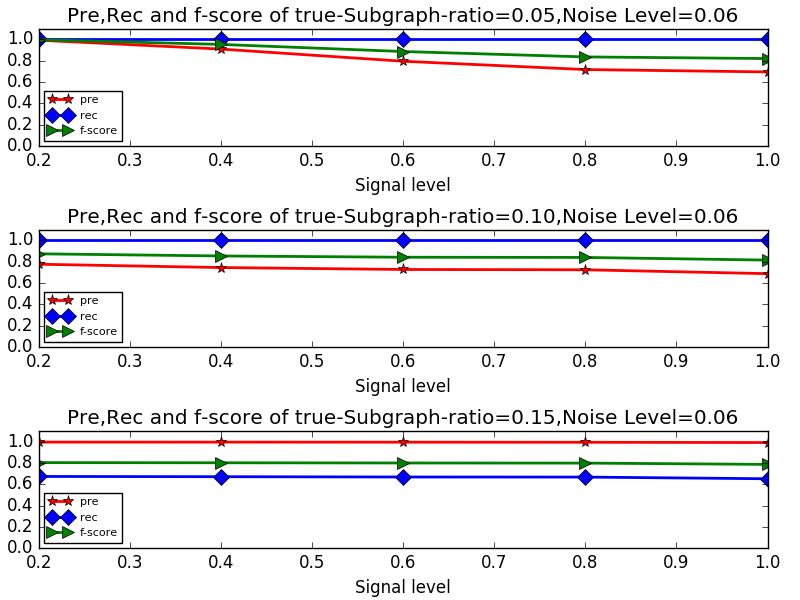 Pre,Rec and f-score of true-Subgraph-ratio=0.05,Noise Level=0.06
1.0
0.8
0.6
0.4
0.2
0.0
pre
rec
f-score
0.2 0.3 0.4 0.5 0.6 0.7 0.8 0.9 1.0
Signal level
Pre,Rec and f-score of true-Subgraph-ratio=0.10,Noise Level=0.06
1.0
0.8
0.6
0.4
0.2
0.0
pre
rec
f-score
0.2 0.3 0.4 0.5 0.6 0.7 0.8 0.9 1.0
Signal level
Pre,Rec and f-score of true-Subgraph-ratio=0.15,Noise Level=0.06
1.0
0.8
0.6
0.4
0.2
0.0
pre
rec
f-score
0.2 0.3 0.4 0.5 0.6 0.7 0.8 0.9 1.0
Signal level